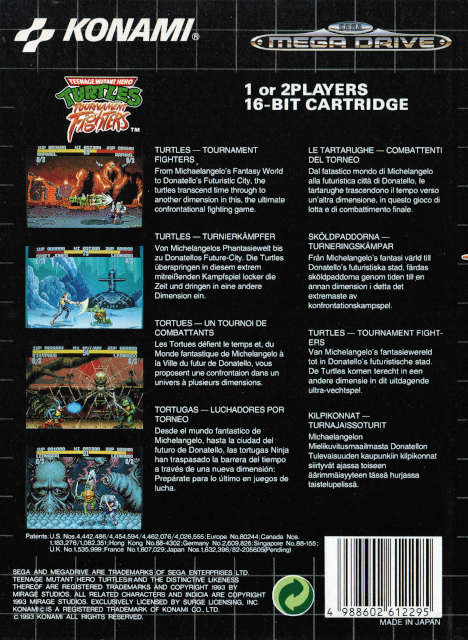 KONAMI®
SEGA
MEGA DRIVE
TEENAGE MUTANT HERO
TURTLES
TOURNAMENT
FIGHTERS
TM
1 or 2PLAYERS
16-BIT CARTRIDGE
TURTLES — TOURNAMENT
FIGHTERS
From Michaelangelo's Fantasy World
to Donatello's Futuristic City, the
turtles transcend time through to
another dimension in this, the ultimate
confrontational fighting game.
TURTLES — TURNIERKÄMPFER
Von Michelangelos Phantasiewelt bis
zu Donatellos Future-City. Die Turtles
überspringen in diesem extrem
mitreißenden Kampfspiel locker die
Zeit und dringen in eine andere
Dimension ein.
TORTUES — UN TOURNOI DE
COMBATTANTS
Les Tortues défient le temps et, du
Monde fantastique de Michelangelo à
la Ville du futur de Donatello, vous
proposent une confrontaion dans un
univers à plusieurs dimensions.
TORTUGAS — LUCHADORES POR
TORNEO
Desde el mundo fantastico de
Michelangelo, hasta la ciudad del
futuro de Donatello, las tortugas Ninja
han traspasado la barrera del tiempo
a través de una nueva dimensión:
Prepárate para lo último en juegos de
lucha.
LE TARTARUGHE — COMBATTENTI
DEL TORNEO
Dal fatastico mondo di Michelangelo
alla futuristica città di Donatello, le
tartarughe trascendono il tempo verso
un'altra dimensione, in questo gioco di
lotta e di combattimento finale.
SKÖLDPADDORNA —
TURNERINGSKÄMPAR
Från Michelangelo's fantasi värld till
Donatello's futuristiska stad, färdas
sköldpaddorna genom tiden till en
annan dimension i detta det
extremaste av
konfrontationskampspel.
TURTLES — TOURNAMENT FIGHT-
ERS
Van Michelangelo's fantasiewereld
tot in Donatello's futuristische stad.
De Turtles komen terecht in een
andere dimensie in dit uitdagende
ultra-vechtspel.
KILPIKONNAT —
TURNAJAISSOTURIT
Michaelangelon
Mielikuvitusmaailmasta Donatellon
Tulevaisuuden kaupunkiin kilpikonnat
siirtyvät ajassa toiseen
äärimmäisyyteen tässä hurjassa
taistelupelissä.
Patents: U.S. Nos. 4,442,486/4,454,594/4,462,076/4,026,555; Europe No.80244; Canada Nos.
1,183,276/1,082,351; Hong Kong No.88-4302; Germany No.2,609,826; Singapore No.88-155;
U.K. No.1,535,999; France No.1,607,029; Japan Nos.1,632,396/82-205605(Pending)
SEGA AND MEGADRIVE ARE TRADEMARKS OF SEGA ENTERPRISES LTD.
TEENAGE MUTANT HERO TURTLES® AND THE DISTINCTIVE LIKENESS
THEREOF ARE REGISTERED TRADEMARKS AND COPYRIGHT 1993 BY
MIRAGE STUDIOS. ALL RELATED CHARACTERS AND INDICIA ARE COPYRIGHT
1993 MIRAGE STUDIOS. EXCLUSIVELY LICENSED BY SURGE LICENSING, INC.
KONAMI® IS A REGISTERED TRADEMARK OF KONAMI CO., LTD.
© 1993 KONAMI ALL RIGHTS RESERVED.
4 988602 612295
MADE IN JAPAN